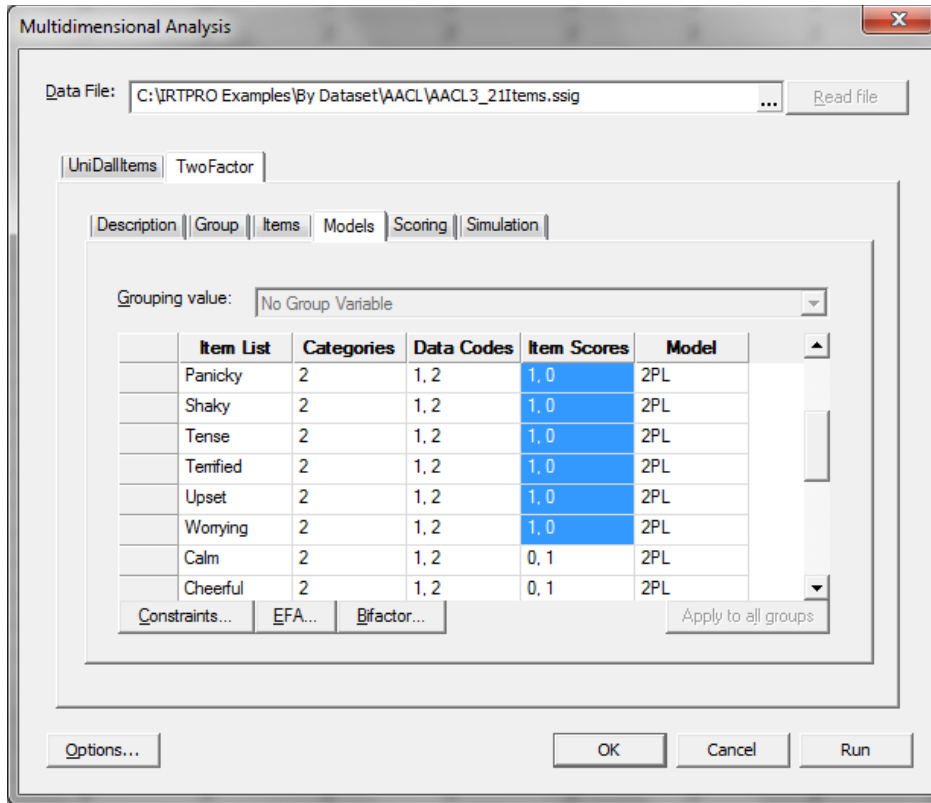 Multidimensional Analysis
x
Data File: C:\IRTPRO Examples\By Dataset\AACL\AACL3_21Items.ssig ... Read file
UniDallItems TwoFactor
Description Group Items Models Scoring Simulation
Grouping value: No Group Variable
Item List Categories Data Codes Item Scores Model
Panicky 2 1, 2 1, 0 2PL
Shaky 2 1, 2 1, 0 2PL
Tense 2 1, 2 1, 0 2PL
Terrified 2 1, 2 1, 0 2PL
Upset 2 1, 2 1, 0 2PL
Worrying 2 1, 2 1, 0 2PL
Calm 2 1, 2 0, 1 2PL
Cheerful 2 1, 2 0, 1 2PL
Constraints... EFA... Bifactor... Apply to all groups
Options... OK Cancel Run